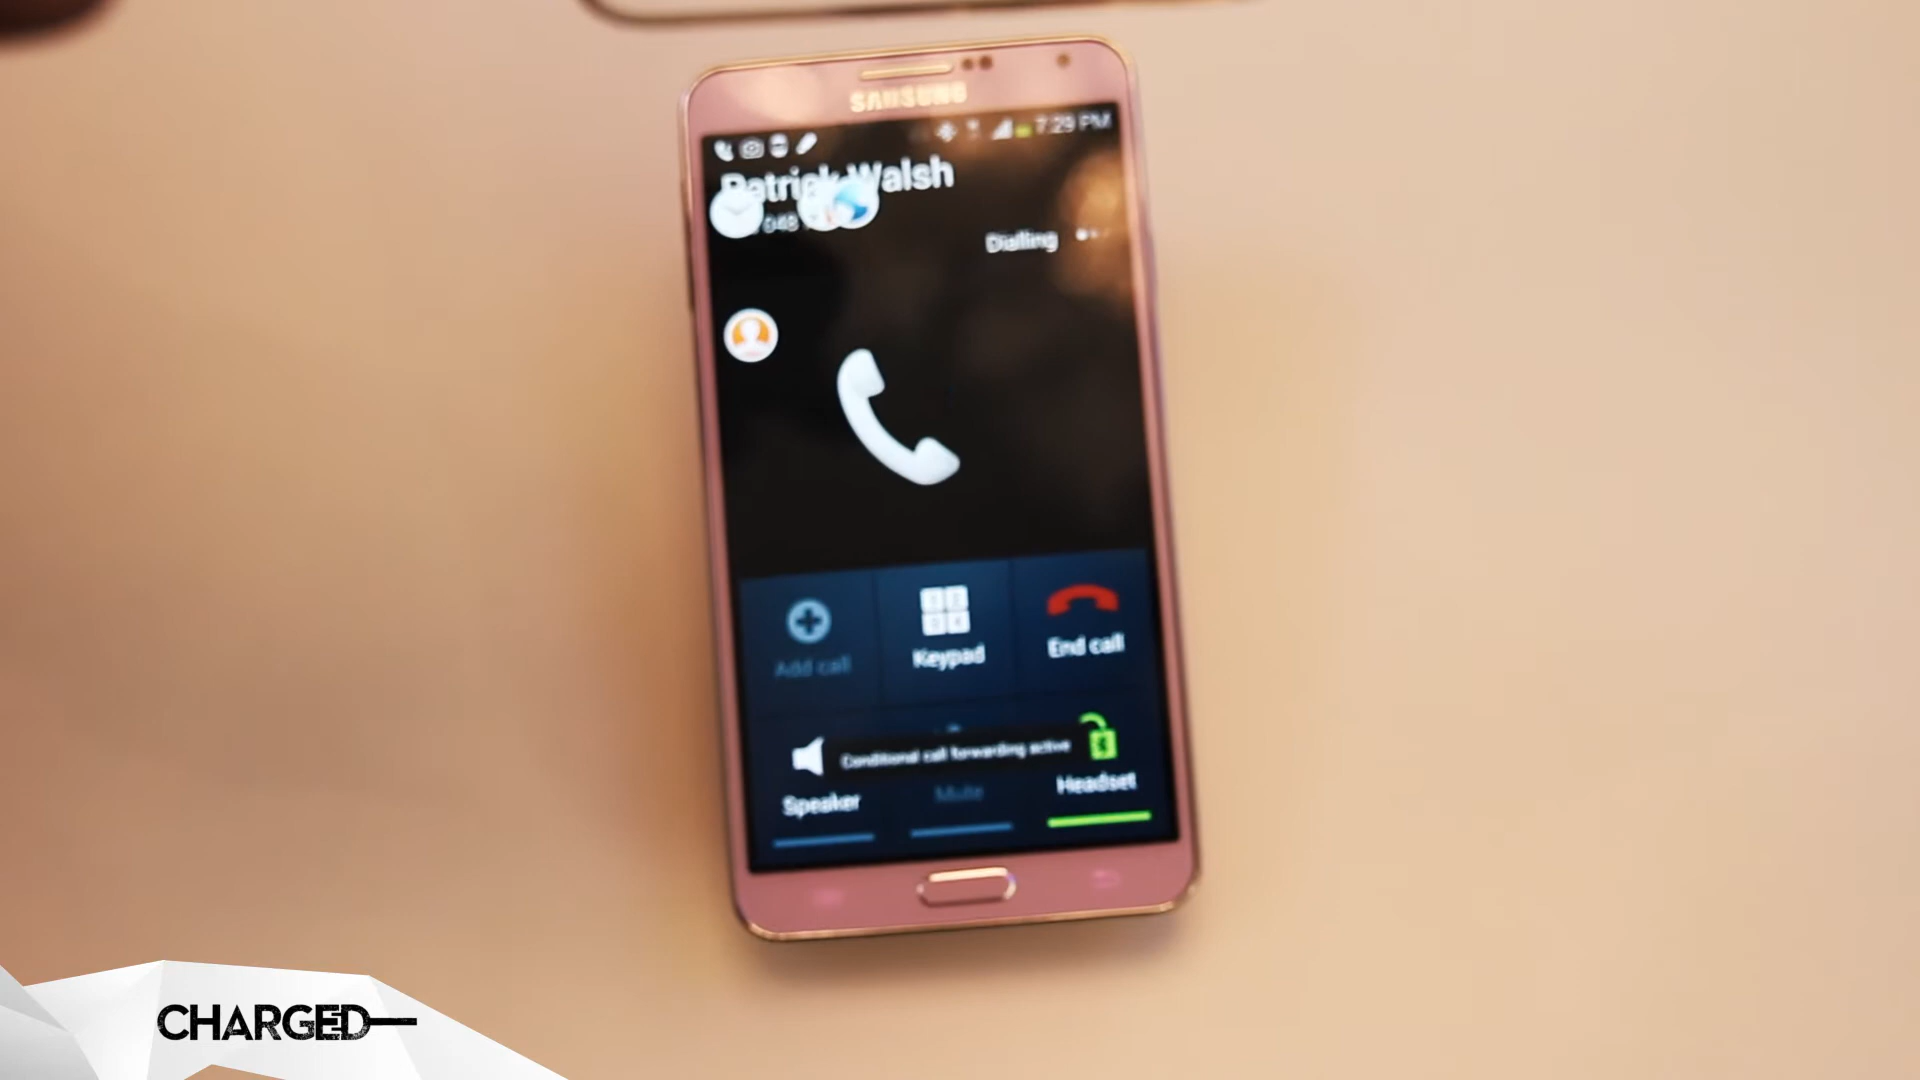 SAMSUNG
7:29 PM
Patrick Walsh
048
Dialling
Add call
Keypad
End call
Conditional call forwarding active
Speaker
Mute
Headset
CHARGED